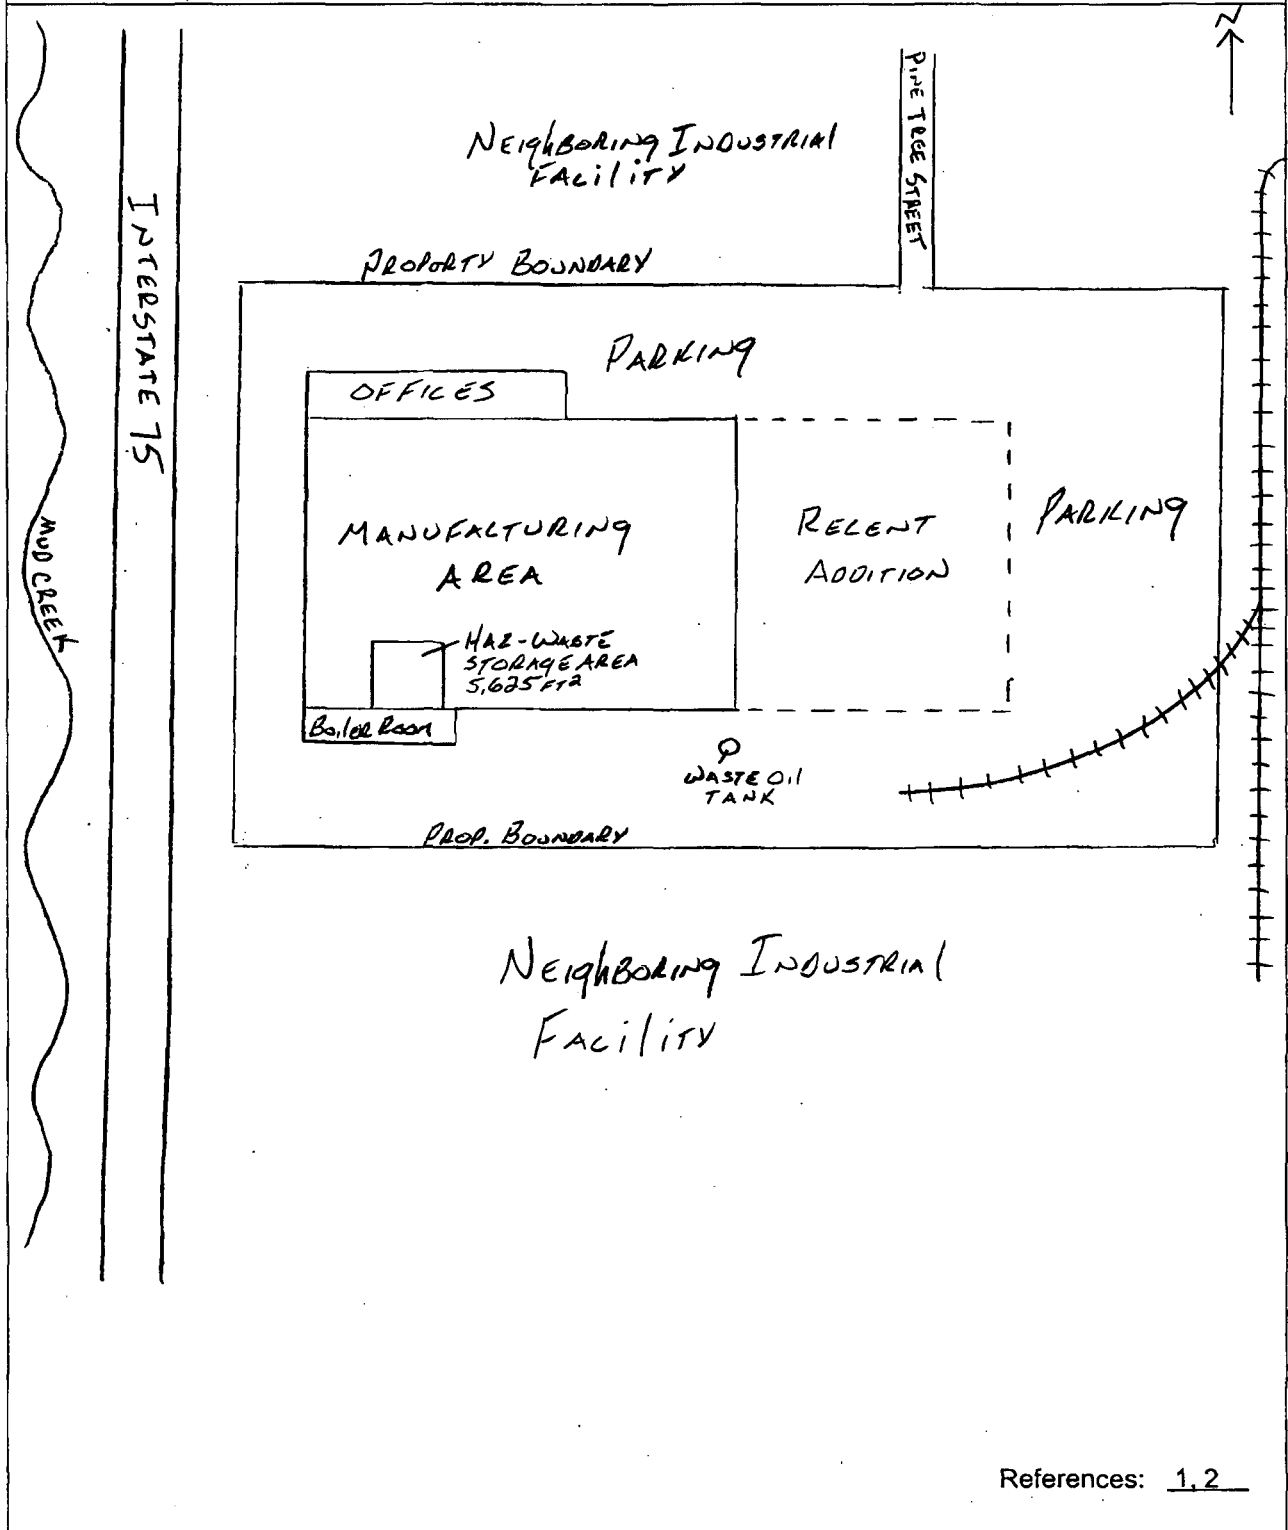 N
PINE TREE STREET
NEIGHBORING INDUSTRIAL
FACILITY
INTERSTATE 75
PROPERTY BOUNDARY
PARKING
OFFICES
MANUFACTURING
AREA
RECENT
ADDITION
PARKING
MUD CREEK
HAZ-WASTE
STORAGE AREA
5,625 FT2
Boiler Room
WASTE OIL
TANK
PROP. BOUNDARY
NEIGHBORING INDUSTRIAL
FACILITY
References: 1, 2